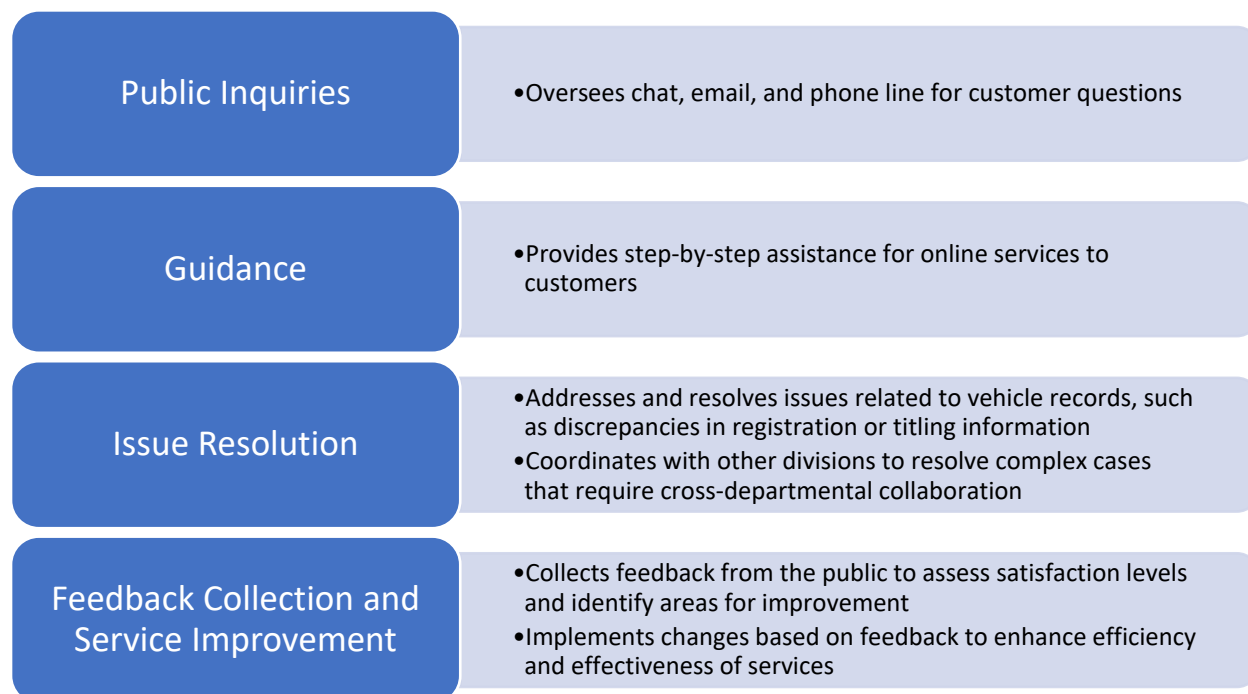 Public Inquiries
•Oversees chat, email, and phone line for customer questions
Guidance
•Provides step-by-step assistance for online services to
customers
Issue Resolution
•Addresses and resolves issues related to vehicle records, such
as discrepancies in registration or titling information
•Coordinates with other divisions to resolve complex cases
that require cross-departmental collaboration
Feedback Collection and
Service Improvement
•Collects feedback from the public to assess satisfaction levels
and identify areas for improvement
•Implements changes based on feedback to enhance efficiency
and effectiveness of services